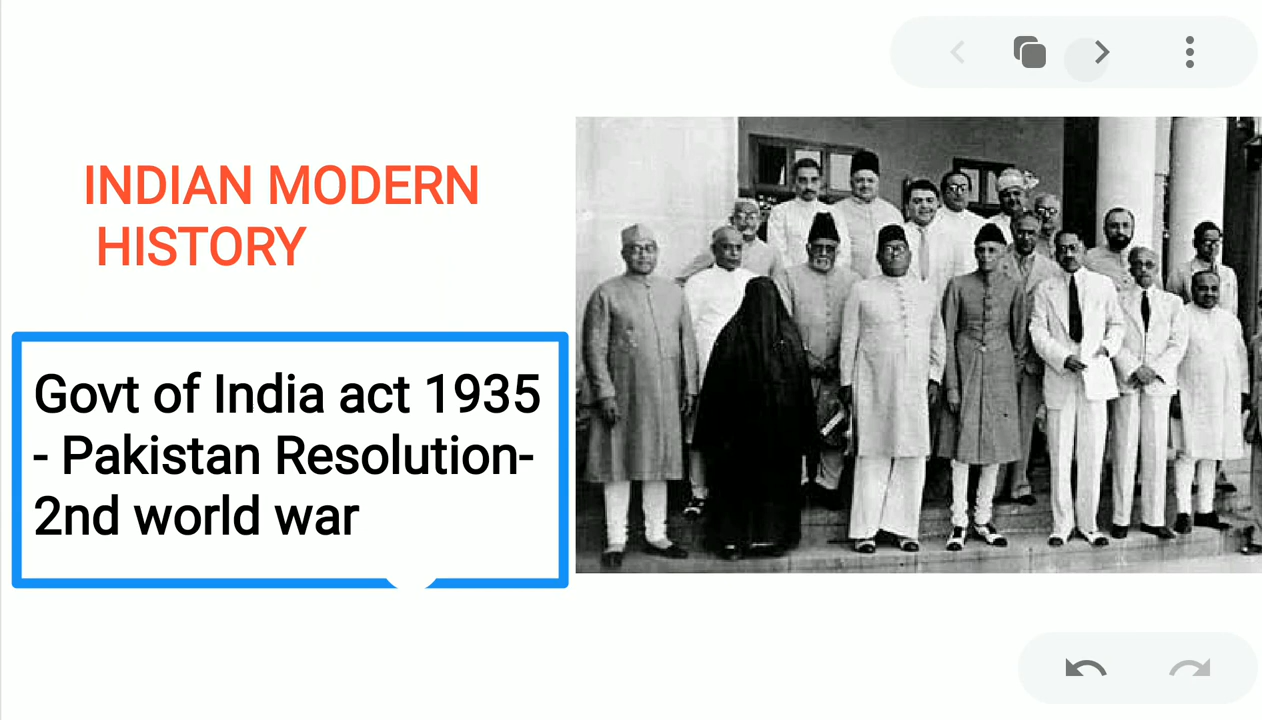 INDIAN MODERN
HISTORY
Govt of India act 1935
- Pakistan Resolution-
2nd world war